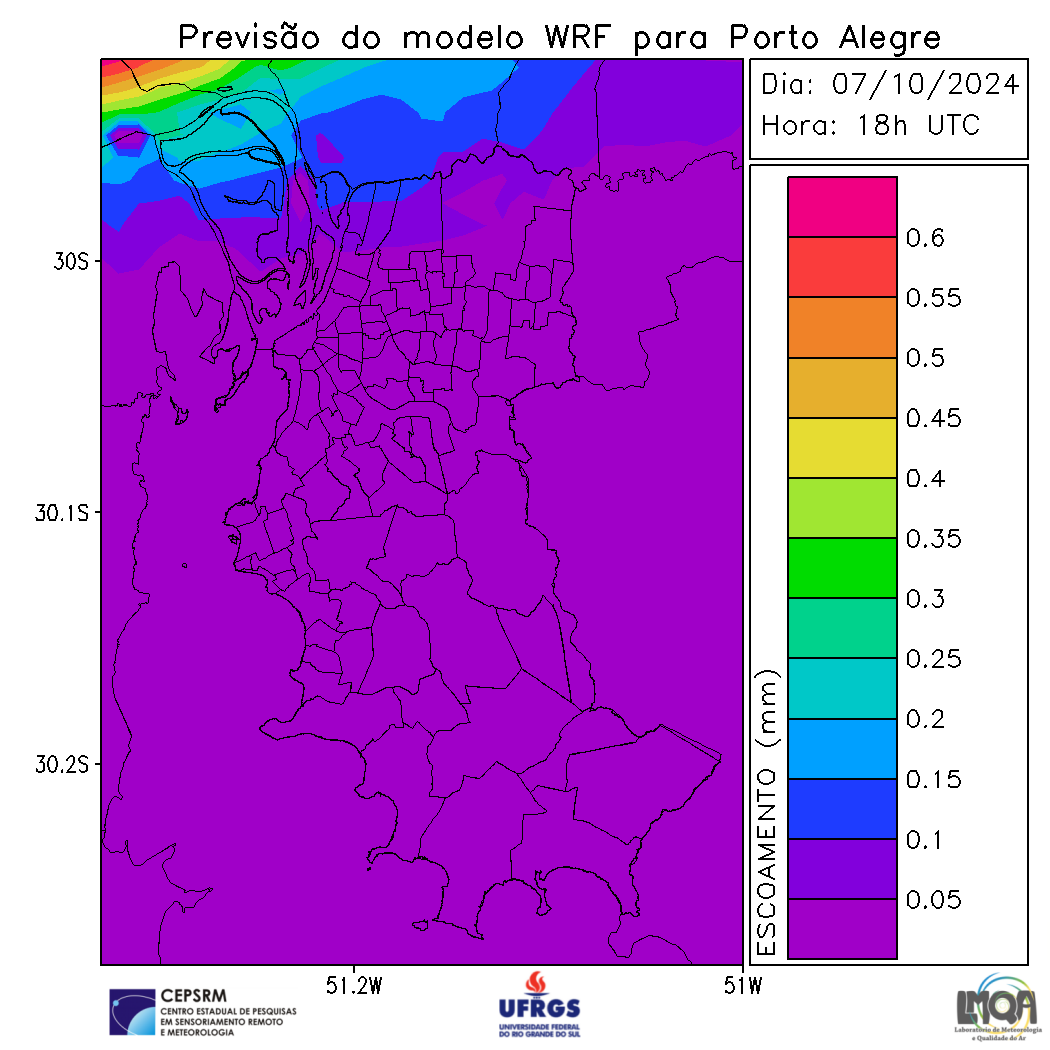 Previsão do modelo WRF para Porto Alegre
Dia: 07/10/2024
Hora: 18h UTC
30S
30.1S
30.2S
51.2W
51W
0.6
0.55
0.5
0.45
0.4
0.35
0.3
0.25
0.2
0.15
0.1
0.05
ESCOAMENTO (mm)
CEPSRM
CENTRO ESTADUAL DE PESQUISAS
EM SENSORIAMENTO REMOTO
E METEOROLOGIA
UFRGS
UNIVERSIDADE FEDERAL
DO RIO GRANDE DO SUL
LMQA
Laboratório de Meteorologia
e Qualidade do Ar